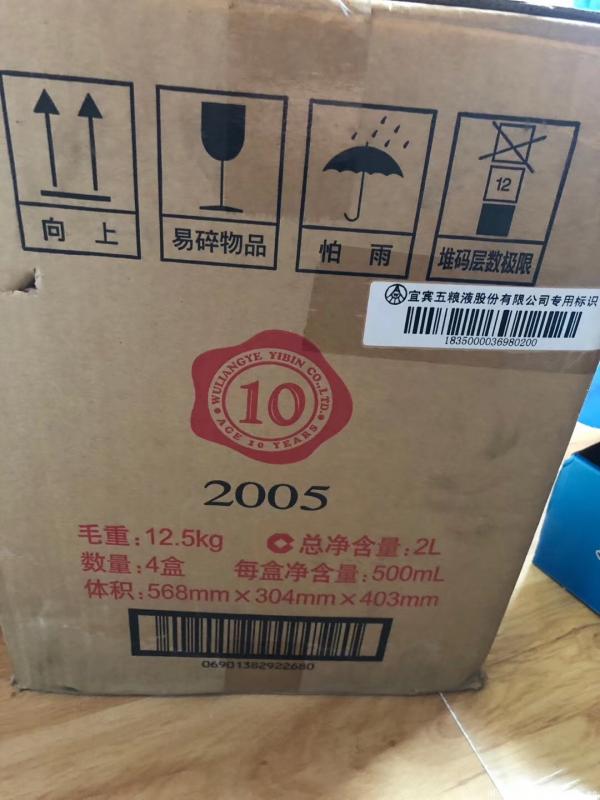 向上
易碎物品
怕雨
12
堆码层数极限
宜宾五粮液股份有限公司专用标识
1835000036980200
WULIANGYE YIBIN CO.,LTD.
10
AGE 10 YEARS
2005
毛重:12.5kg
总净含量:2L
数量:4盒
每盒净含量:500mL
体积:568mm×304mm×403mm
06901382922680